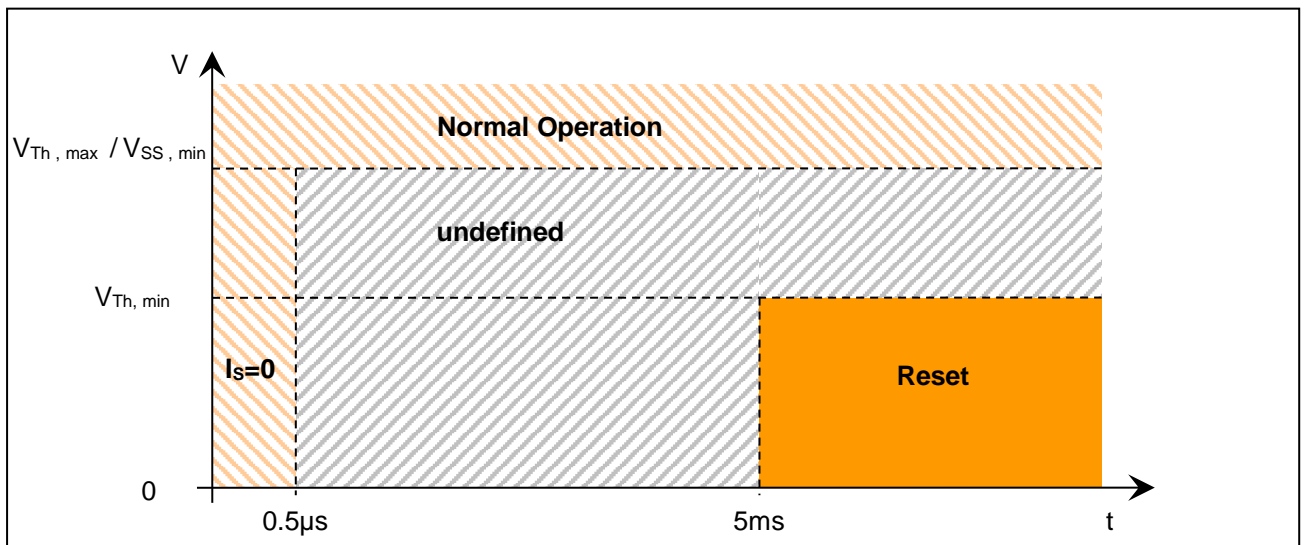 V
Normal Operation
VTh , max / VSS , min
undefined
VTh, min
IS=0
Reset
0
0.5µs
5ms
t